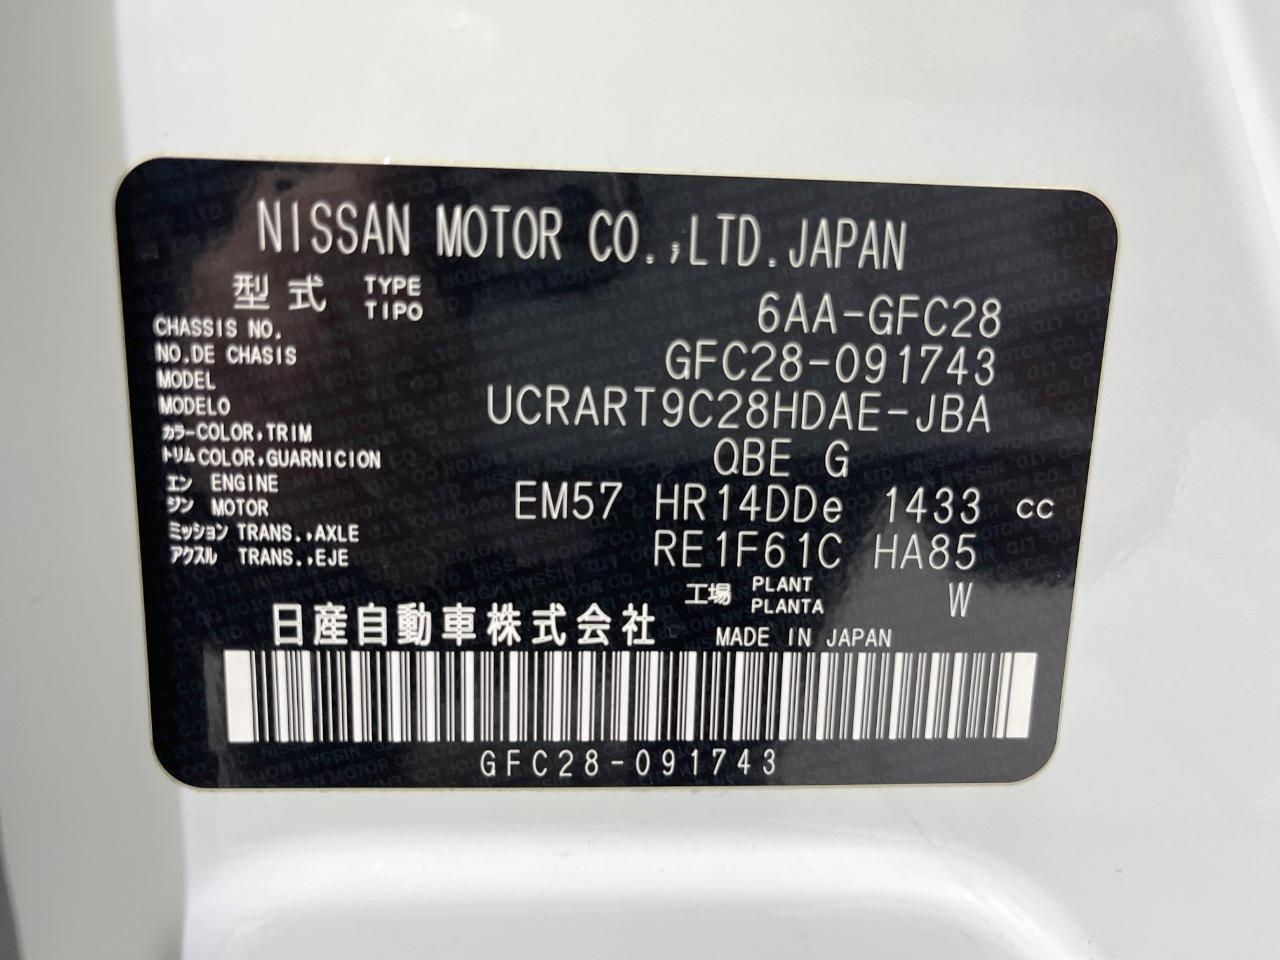 NISSAN MOTOR CO.,LTD.JAPAN
型式 TYPE TIPO 6AA-GFC28
CHASSIS NO.
NO.DE CHASIS GFC28-091743
MODEL
MODELO UCRART9C28HDAE-JBA
カラー COLOR,TRIM
トリム COLOR,GUARNICION QBE G
エン ENGINE
ジン MOTOR EM57 HR14DDe 1433 cc
ミッション TRANS.,AXLE
アクスル TRANS.,EJE RE1F61C HA85
工場 PLANT PLANTA W
日産自動車株式会社 MADE IN JAPAN
GFC28-091743